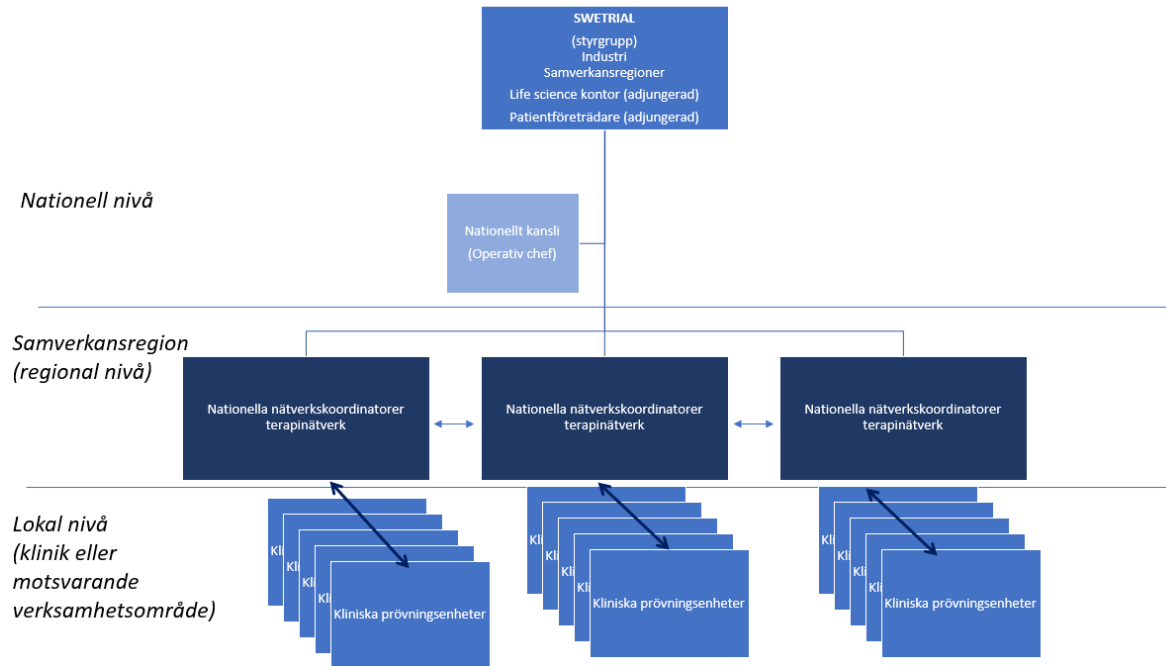 SWETRIAL
(styrgrupp)
Industri
Samverkansregioner
Life science kontor (adjungerad)
Patientföreträdare (adjungerad)
Nationell nivå
Nationellt kansli
(Operativ chef)
Samverkansregion
(regional nivå)
Nationella nätverkskoordinatorer
terapinätverk
Nationella nätverkskoordinatorer
terapinätverk
Nationella nätverkskoordinatorer
terapinätverk
Lokal nivå
(klinik eller
motsvarande
verksamhetsområde)
Kliniska prövningsenheter
Kliniska prövningsenheter
Kliniska prövningsenheter